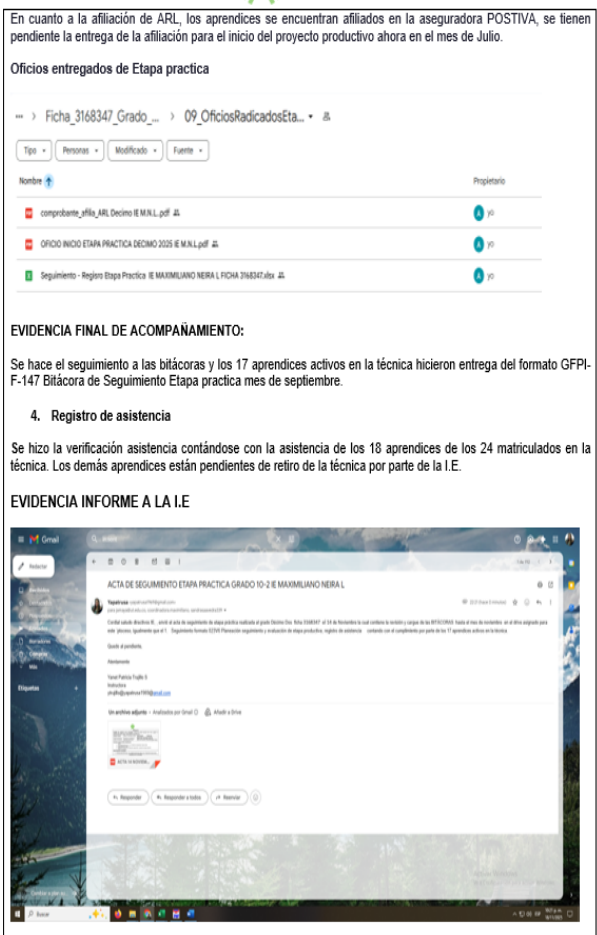 En cuanto a la afiliación de ARL, los aprendices se encuentran afiliados en la aseguradora POSTIVA, se tienen
pendiente la entrega de la afiliación para el inicio del proyecto productivo ahora en el mes de Julio.
Oficios entregados de Etapa practica
··· > Ficha_3168347_Grado_... > 09_OficiosRadicadosEta...
Tipo Personas Modificado Fuente
Nombre Propietario
comprobante_afilia_ARL Decimo IE M.N.L..pdf yo
OFICIO INICIO ETAPA PRACTICA DECIMO 2025 IE M.N.L.pdf yo
Seguimiento - Registro Etapa Practica IE MAXIMILIANO NEIRA L FICHA 3168347.xlsx yo
EVIDENCIA FINAL DE ACOMPAÑAMIENTO:
Se hace el seguimiento a las bitácoras y los 17 aprendices activos en la técnica hicieron entrega del formato GFPI-
F-147 Bitácora de Seguimiento Etapa practica mes de septiembre.
4. Registro de asistencia
Se hizo la verificación asistencia contándose con la asistencia de los 18 aprendices de los 24 matriculados en la
técnica. Los demás aprendices están pendientes de retiro de la técnica por parte de la I.E.
EVIDENCIA INFORME A LA I.E
Gmail
Redactar
ACTA DE SEGUIMIENTO ETAPA PRACTICA GRADO 10-2 IE MAXIMILIANO NEIRA L
Quedo al pendiente,
Atentamente
Yanet Patricia Trujillo S
Instructora
Un archivo adjunto • Analizados por Gmail Añadir a Drive
Responder Responder a todos Reenviar
Etiquetas
Buscar